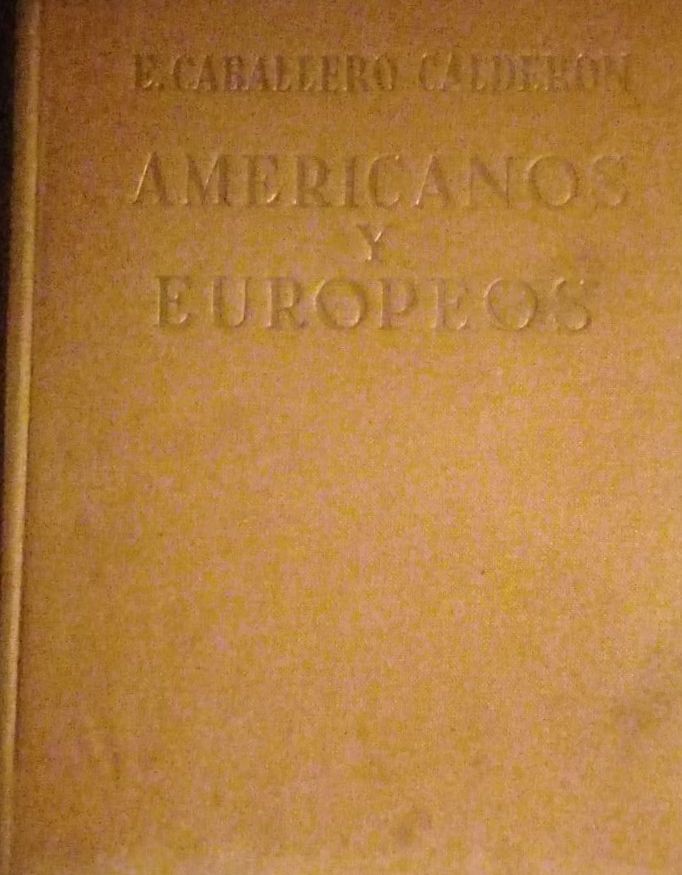 E. CABALLERO CALDERON
AMERICANOS
Y
EUROPEOS